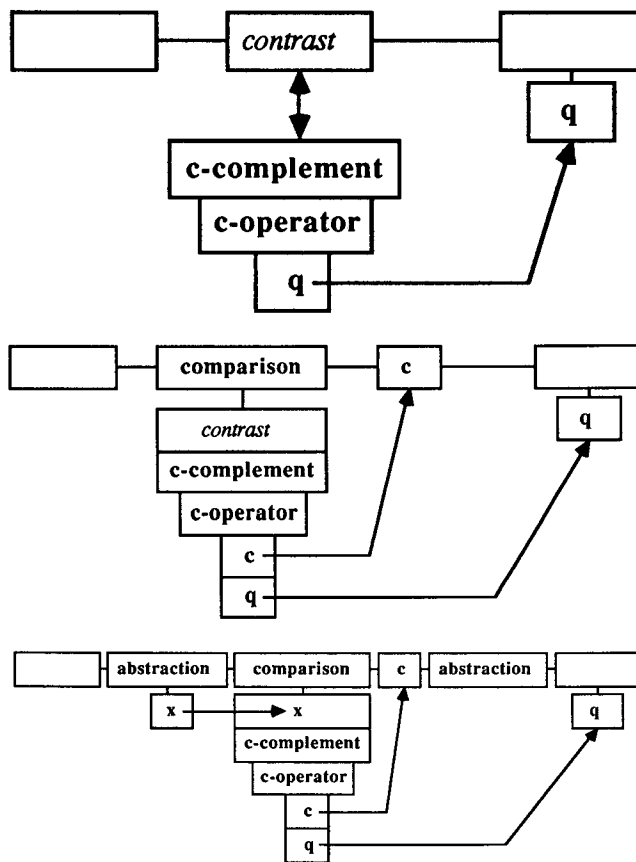 contrast
q
c-complement
c-operator
q
comparison c
contrast
q
c-complement
c-operator
c
q
abstraction comparison c abstraction
x x q
c-complement
c-operator
c
q